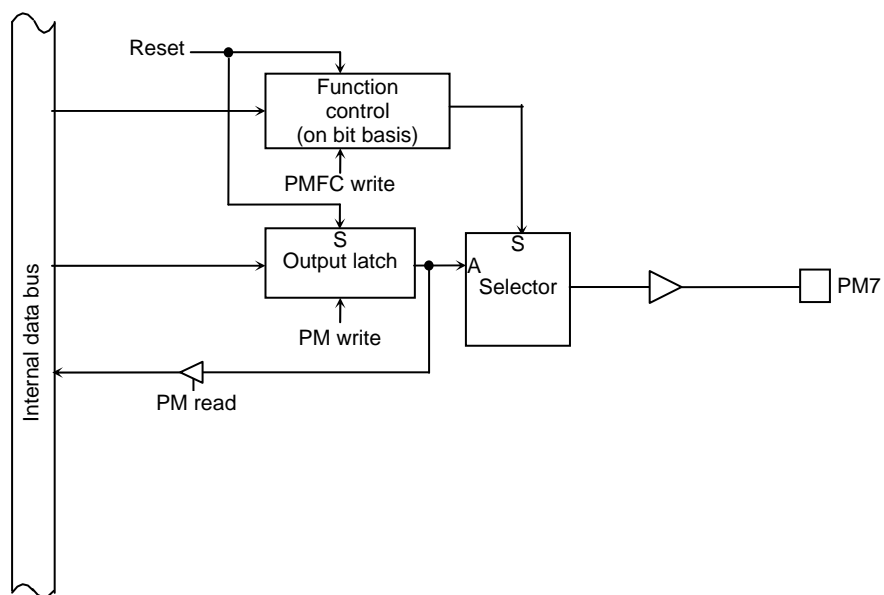 Reset
Function
control
(on bit basis)
PMFC write
S
Output latch
A
S
Selector
PM7
PM write
PM read
Internal data bus